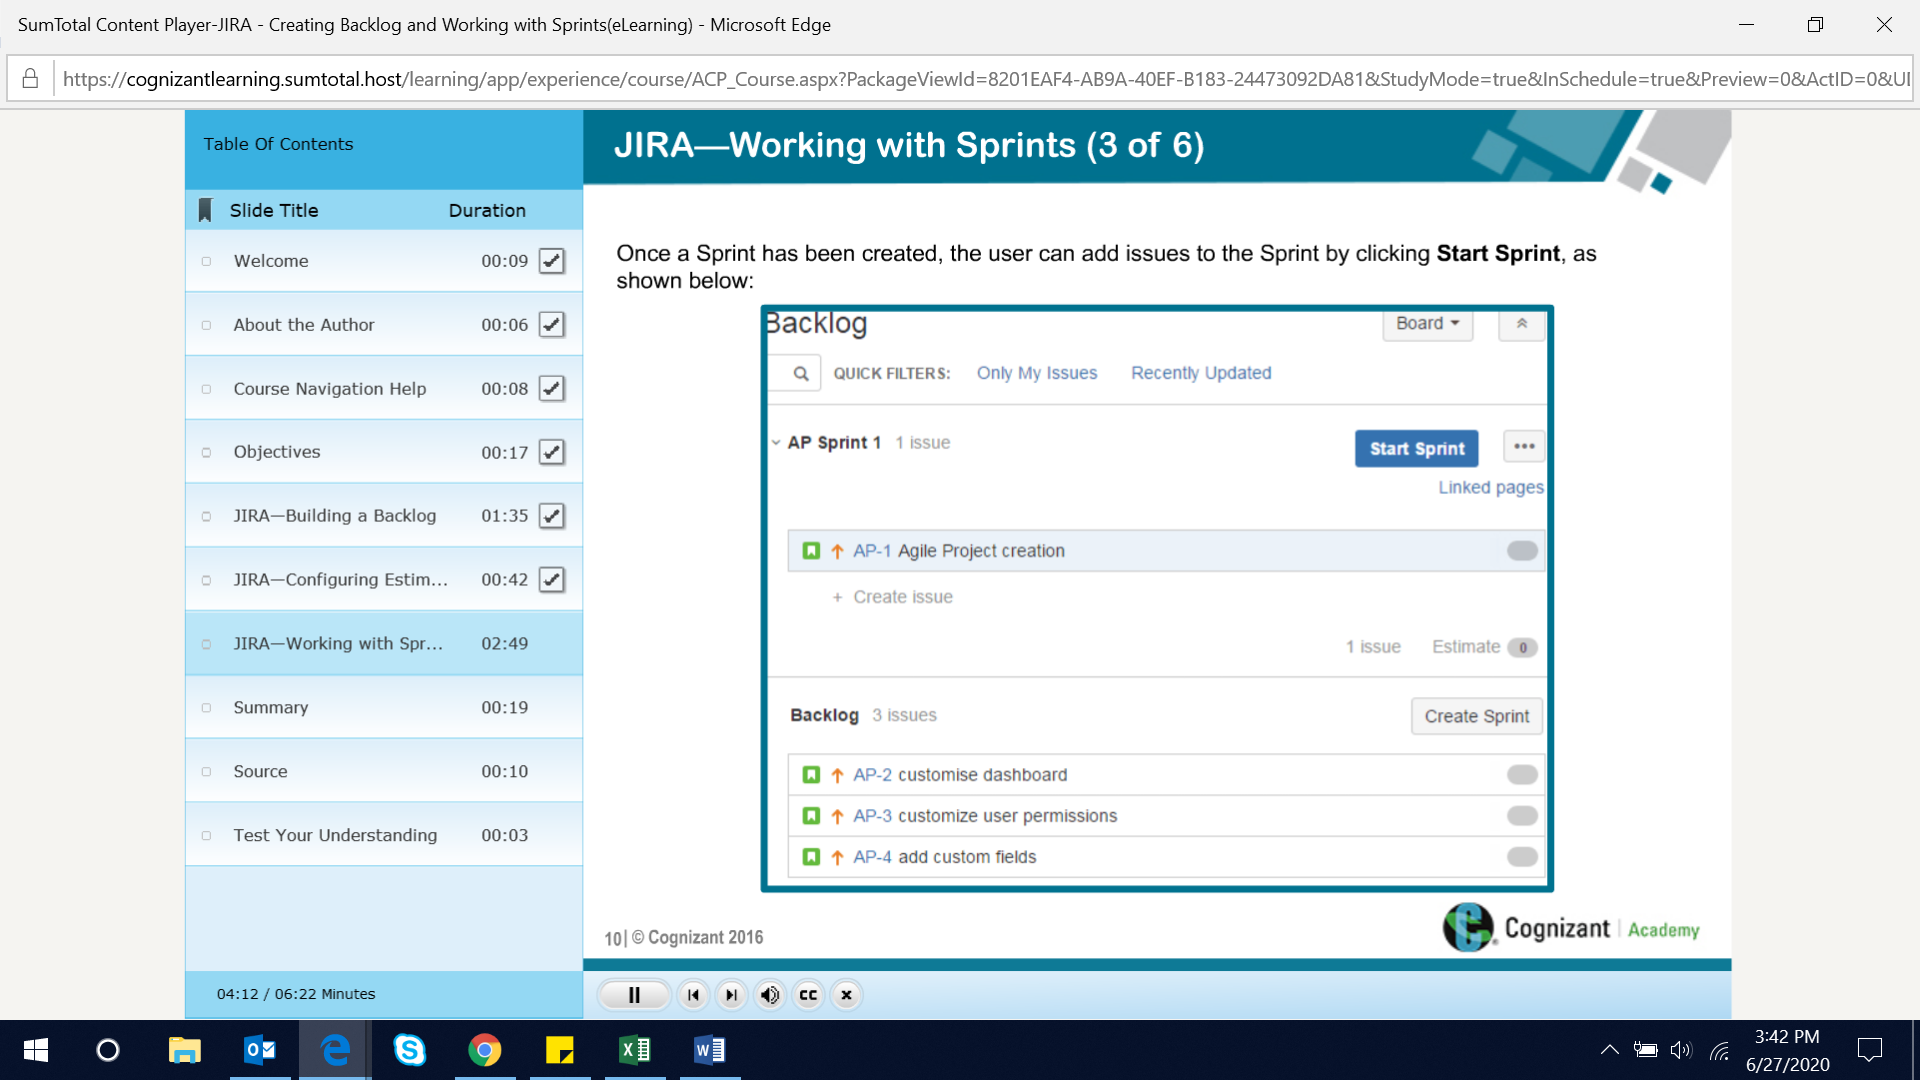 SumTotal Content Player-JIRA - Creating Backlog and Working with Sprints(eLearning) - Microsoft Edge
https://cognizantlearning.sumtotal.host/learning/app/experience/course/ACP_Course.aspx?PackageViewId=8201EAF4-AB9A-40EF-B183-24473092DA81&StudyMode=true&InSchedule=true&Preview=0&ActID=0&UI
Table Of Contents
Slide Title Duration
Welcome 00:09
About the Author 00:06
Course Navigation Help 00:08
Objectives 00:17
JIRA—Building a Backlog 01:35
JIRA—Configuring Estim... 00:42
JIRA—Working with Spr... 02:49
Summary 00:19
Source 00:10
Test Your Understanding 00:03
04:12 / 06:22 Minutes
JIRA—Working with Sprints (3 of 6)
Once a Sprint has been created, the user can add issues to the Sprint by clicking Start Sprint, as
shown below:
Backlog Board
QUICK FILTERS: Only My Issues Recently Updated
AP Sprint 1 1 issue Start Sprint •••
Linked pages
AP-1 Agile Project creation
+ Create issue
1 issue Estimate 0
Backlog 3 issues Create Sprint
AP-2 customise dashboard
AP-3 customize user permissions
AP-4 add custom fields
10| © Cognizant 2016
Cognizant | Academy
CC
3:42 PM
6/27/2020